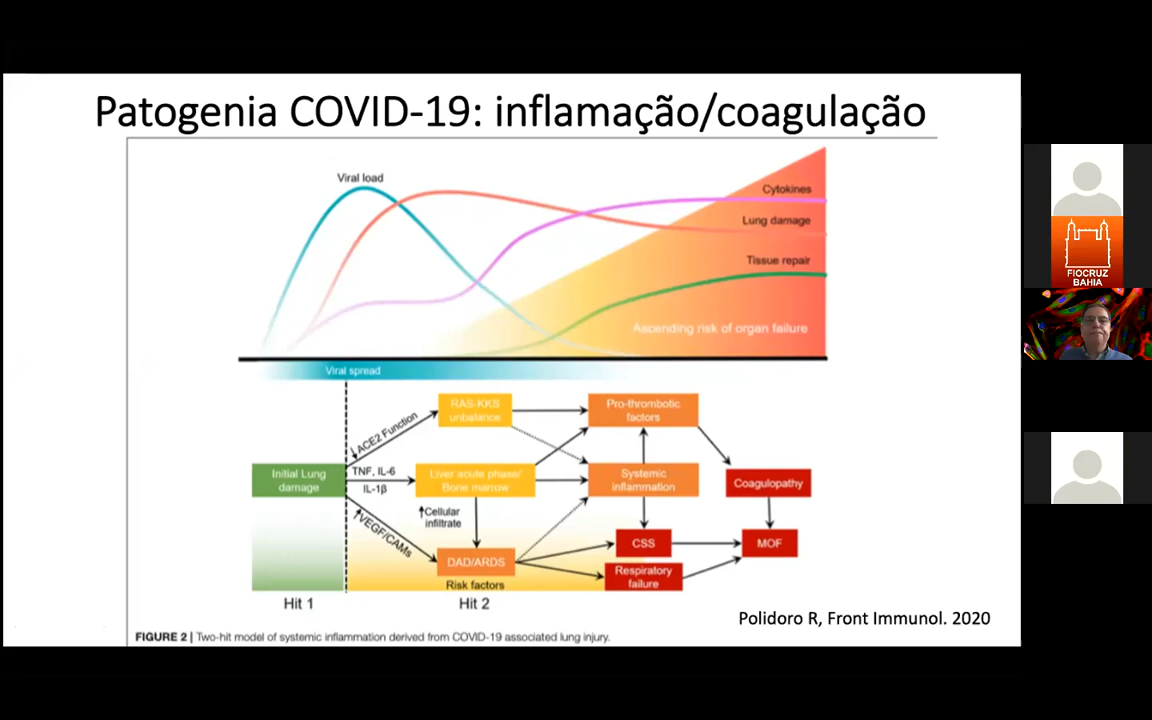 Patogenia COVID-19: inflamação/coagulação
Viral load
Cytokines
Lung damage
Tissue repair
Ascending risk of organ failure
Viral spread
RAS-KKS
unbalance
Pro-thrombotic
factors
↓ACE2 Function
Initial Lung
damage
TNF, IL-6
IL-1β
Liver acute phase/
Bone marrow
Systemic
inflammation
Coagulopathy
↑VEGF/CAMs
↑Cellular
infiltrate
CSS
MOF
DAD/ARDS
Respiratory
failure
Risk factors
Hit 1
Hit 2
Polidoro R, Front Immunol. 2020
FIGURE 2 | Two-hit model of systemic inflammation derived from COVID-19 associated lung injury.
FIOCRUZ
BAHIA